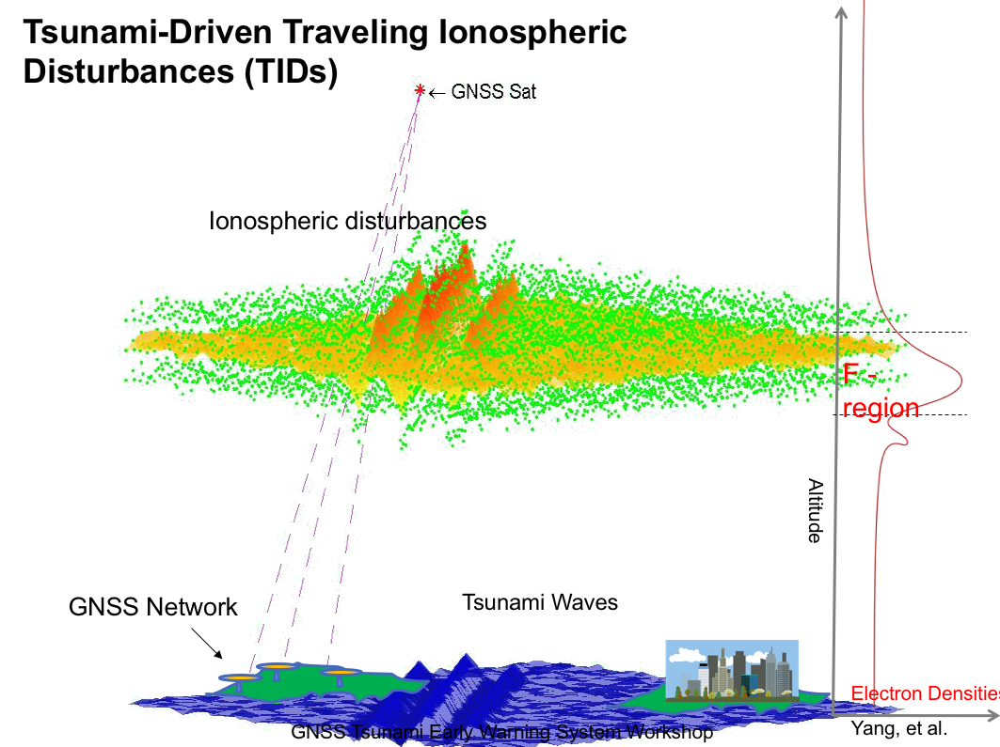 Tsunami-Driven Traveling Ionospheric
Disturbances (TIDs)
← GNSS Sat
Ionospheric disturbances
F -
region
Altitude
GNSS Network
Tsunami Waves
Electron Densities
GNSS Tsunami Early Warning System Workshop
Yang, et al.